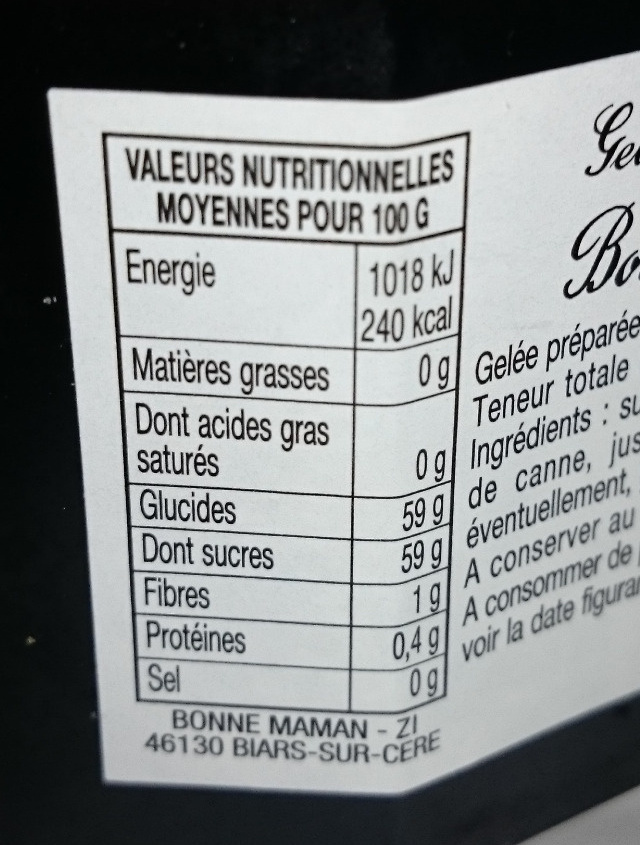 VALEURS NUTRITIONNELLES
MOYENNES POUR 100 G
Energie 1018 kJ
240 kcal
Matières grasses 0 g
Dont acides gras
saturés 0 g
Glucides 59 g
Dont sucres 59 g
Fibres 1 g
Protéines 0,4 g
Sel 0 g
BONNE MAMAN - ZI
46130 BIARS-SUR-CERE
Gelée préparée
Teneur totale
Ingrédients :
de canne,
éventuellement,
A conserver au
A consommer de
voir la date